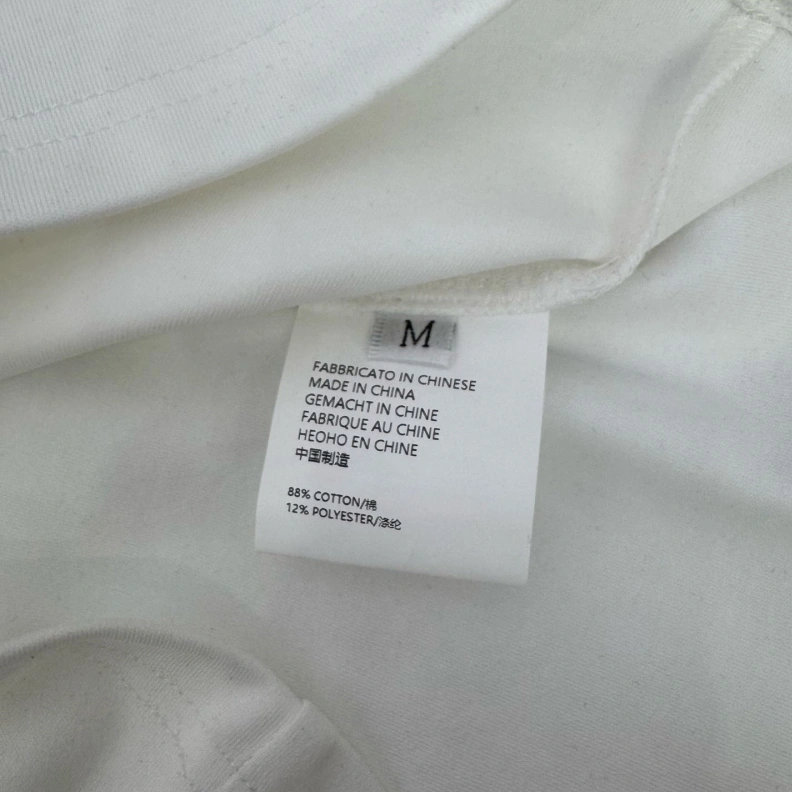 M
FABBRICATO IN CHINESE
MADE IN CHINA
GEMACHT IN CHINE
FABRIQUE AU CHINE
HEOHO EN CHINE
中国制造
88% COTTON/棉
12% POLYESTER/涤纶